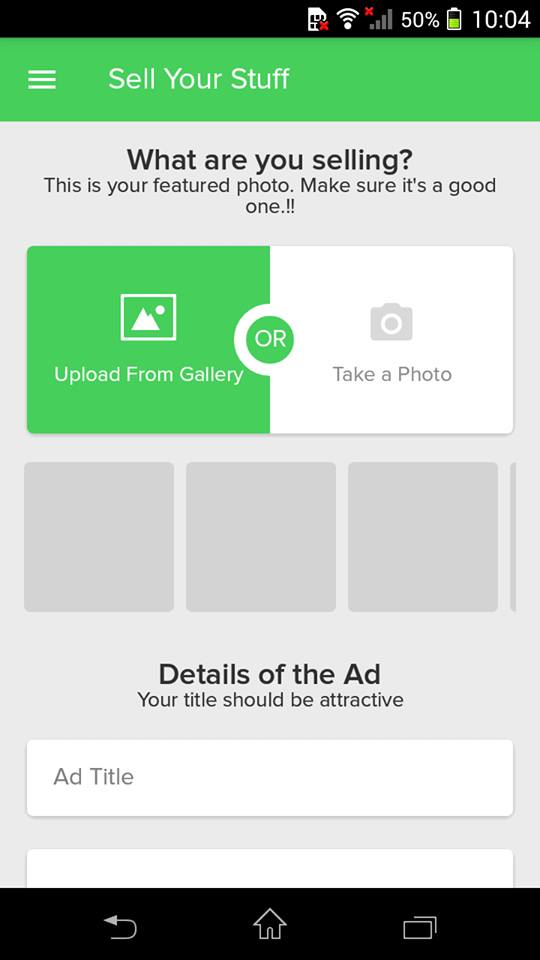 50% 10:04
Sell Your Stuff
What are you selling?
This is your featured photo. Make sure it's a good
one.!!
OR
Upload From Gallery
Take a Photo
Details of the Ad
Your title should be attractive
Ad Title